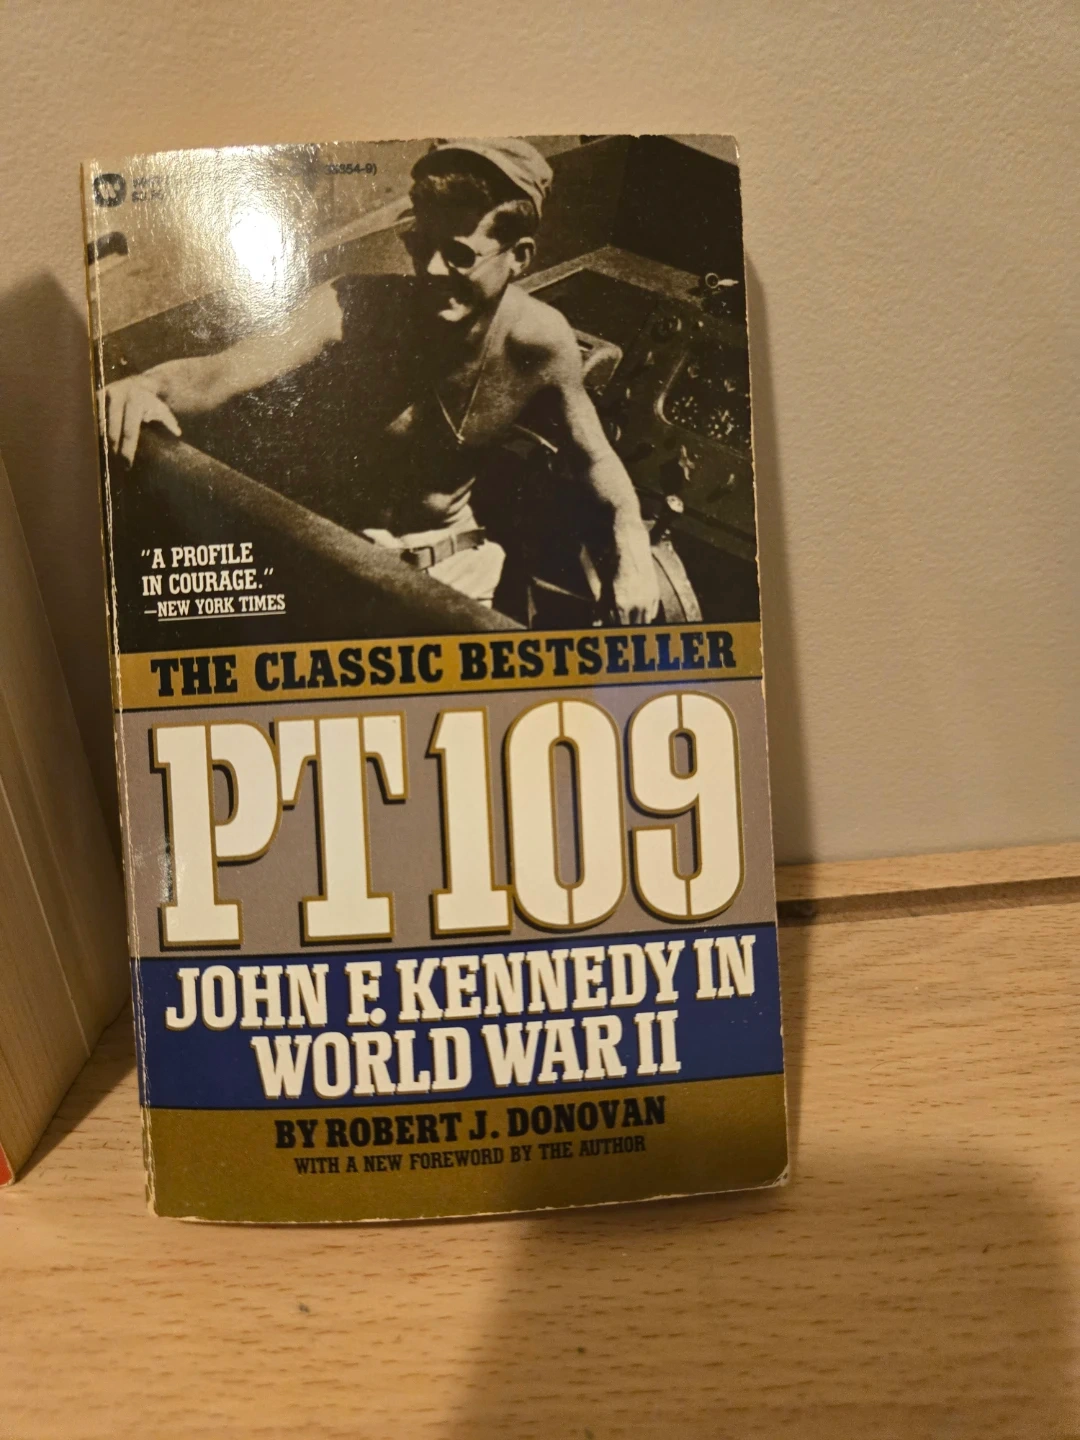 "A PROFILE
IN COURAGE."
—NEW YORK TIMES
THE CLASSIC BESTSELLER
PT 109
JOHN F. KENNEDY IN
WORLD WAR II
BY ROBERT J. DONOVAN
WITH A NEW FOREWORD BY THE AUTHOR